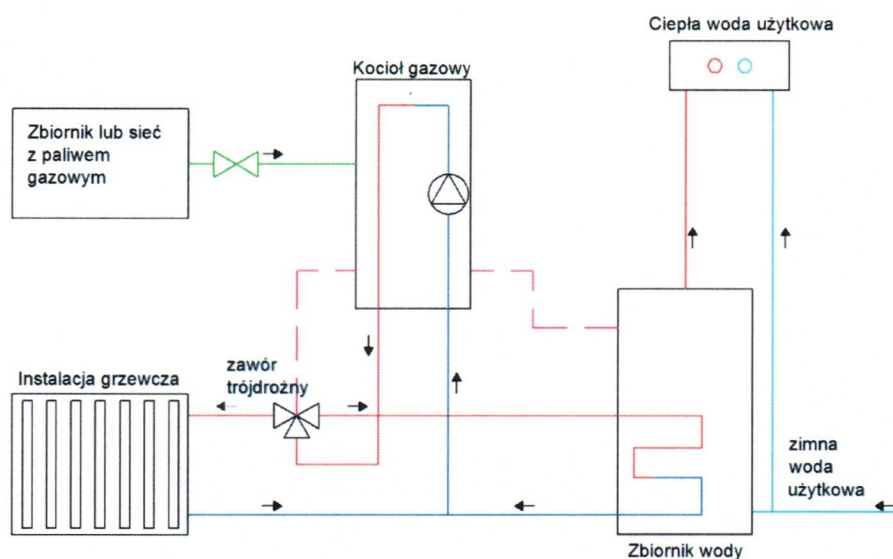 Ciepła woda użytkowa
Kocioł gazowy
Zbiornik lub sieć
z paliwem
gazowym
zawór
trójdrożny
Instalacja grzewcza
zimna
woda
użytkowa
Zbiornik wody